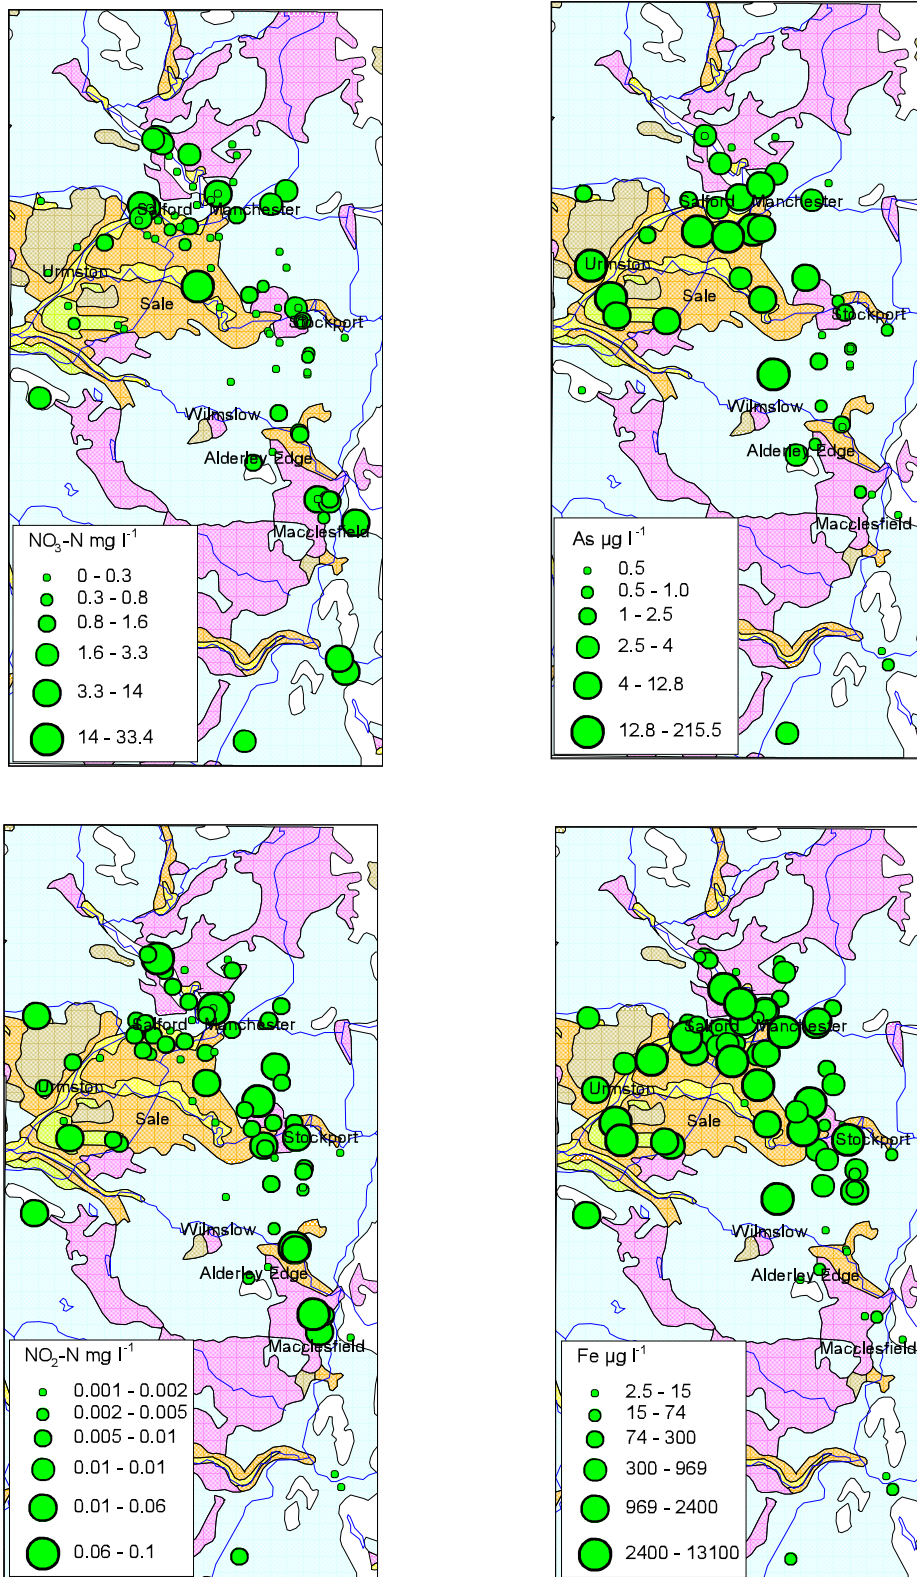 Salford Manchester
Urmston
Sale
Stockport
Wilmslow
Alderley Edge
Macclesfield
NO₃-N mg l⁻¹
0 - 0.3
0.3 - 0.8
0.8 - 1.6
1.6 - 3.3
3.3 - 14
14 - 33.4
Salford Manchester
Urmston
Sale
Stockport
Wilmslow
Alderley Edge
Macclesfield
As µg l⁻¹
0.5
0.5 - 1.0
1 - 2.5
2.5 - 4
4 - 12.8
12.8 - 215.5
Salford Manchester
Urmston
Sale
Stockport
Wilmslow
Alderley Edge
Macclesfield
NO₂-N mg l⁻¹
0.001 - 0.002
0.002 - 0.005
0.005 - 0.01
0.01 - 0.01
0.01 - 0.06
0.06 - 0.1
Salford Manchester
Urmston
Sale
Stockport
Wilmslow
Alderley Edge
Macclesfield
Fe µg l⁻¹
2.5 - 15
15 - 74
74 - 300
300 - 969
969 - 2400
2400 - 13100